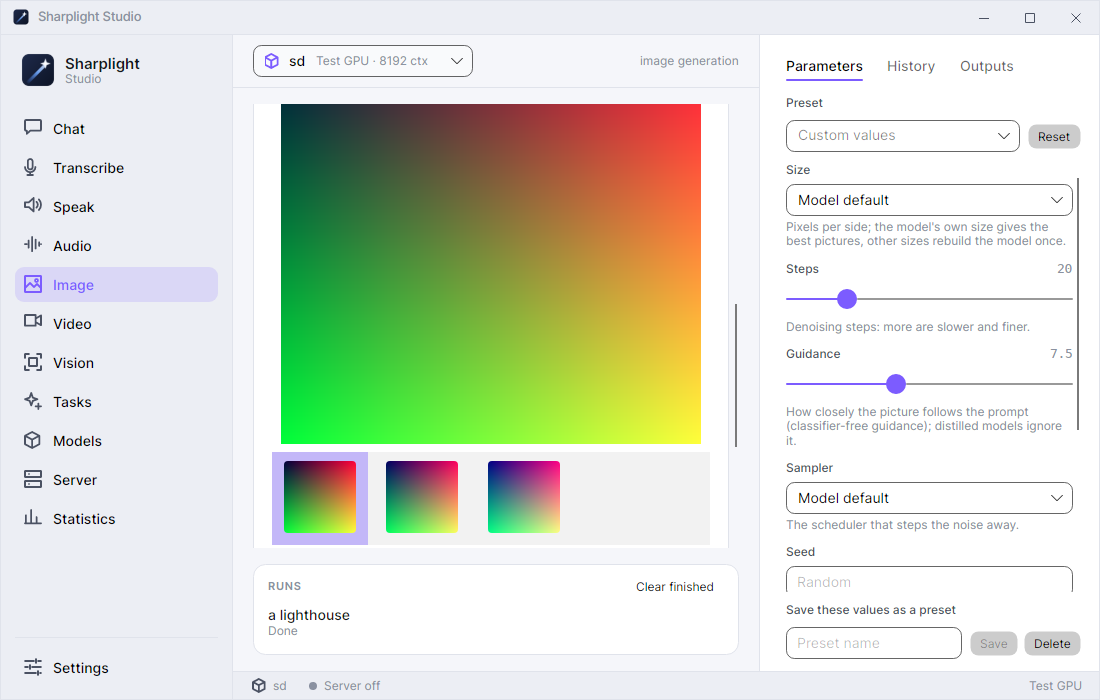 Sharplight Studio
Sharplight
Studio
Chat
Transcribe
Speak
Audio
Image
Video
Vision
Tasks
Models
Server
Statistics
Settings
sd Test GPU · 8192 ctx
image generation
RUNS
Clear finished
a lighthouse
Done
Parameters History Outputs
Preset
Custom values
Reset
Size
Model default
Pixels per side; the model's own size gives the
best pictures, other sizes rebuild the model once.
Steps 20
Denoising steps: more are slower and finer.
Guidance 7.5
How closely the picture follows the prompt
(classifier-free guidance); distilled models ignore
it.
Sampler
Model default
The scheduler that steps the noise away.
Seed
Random
Save these values as a preset
Preset name
Save
Delete
sd
Server off
Test GPU